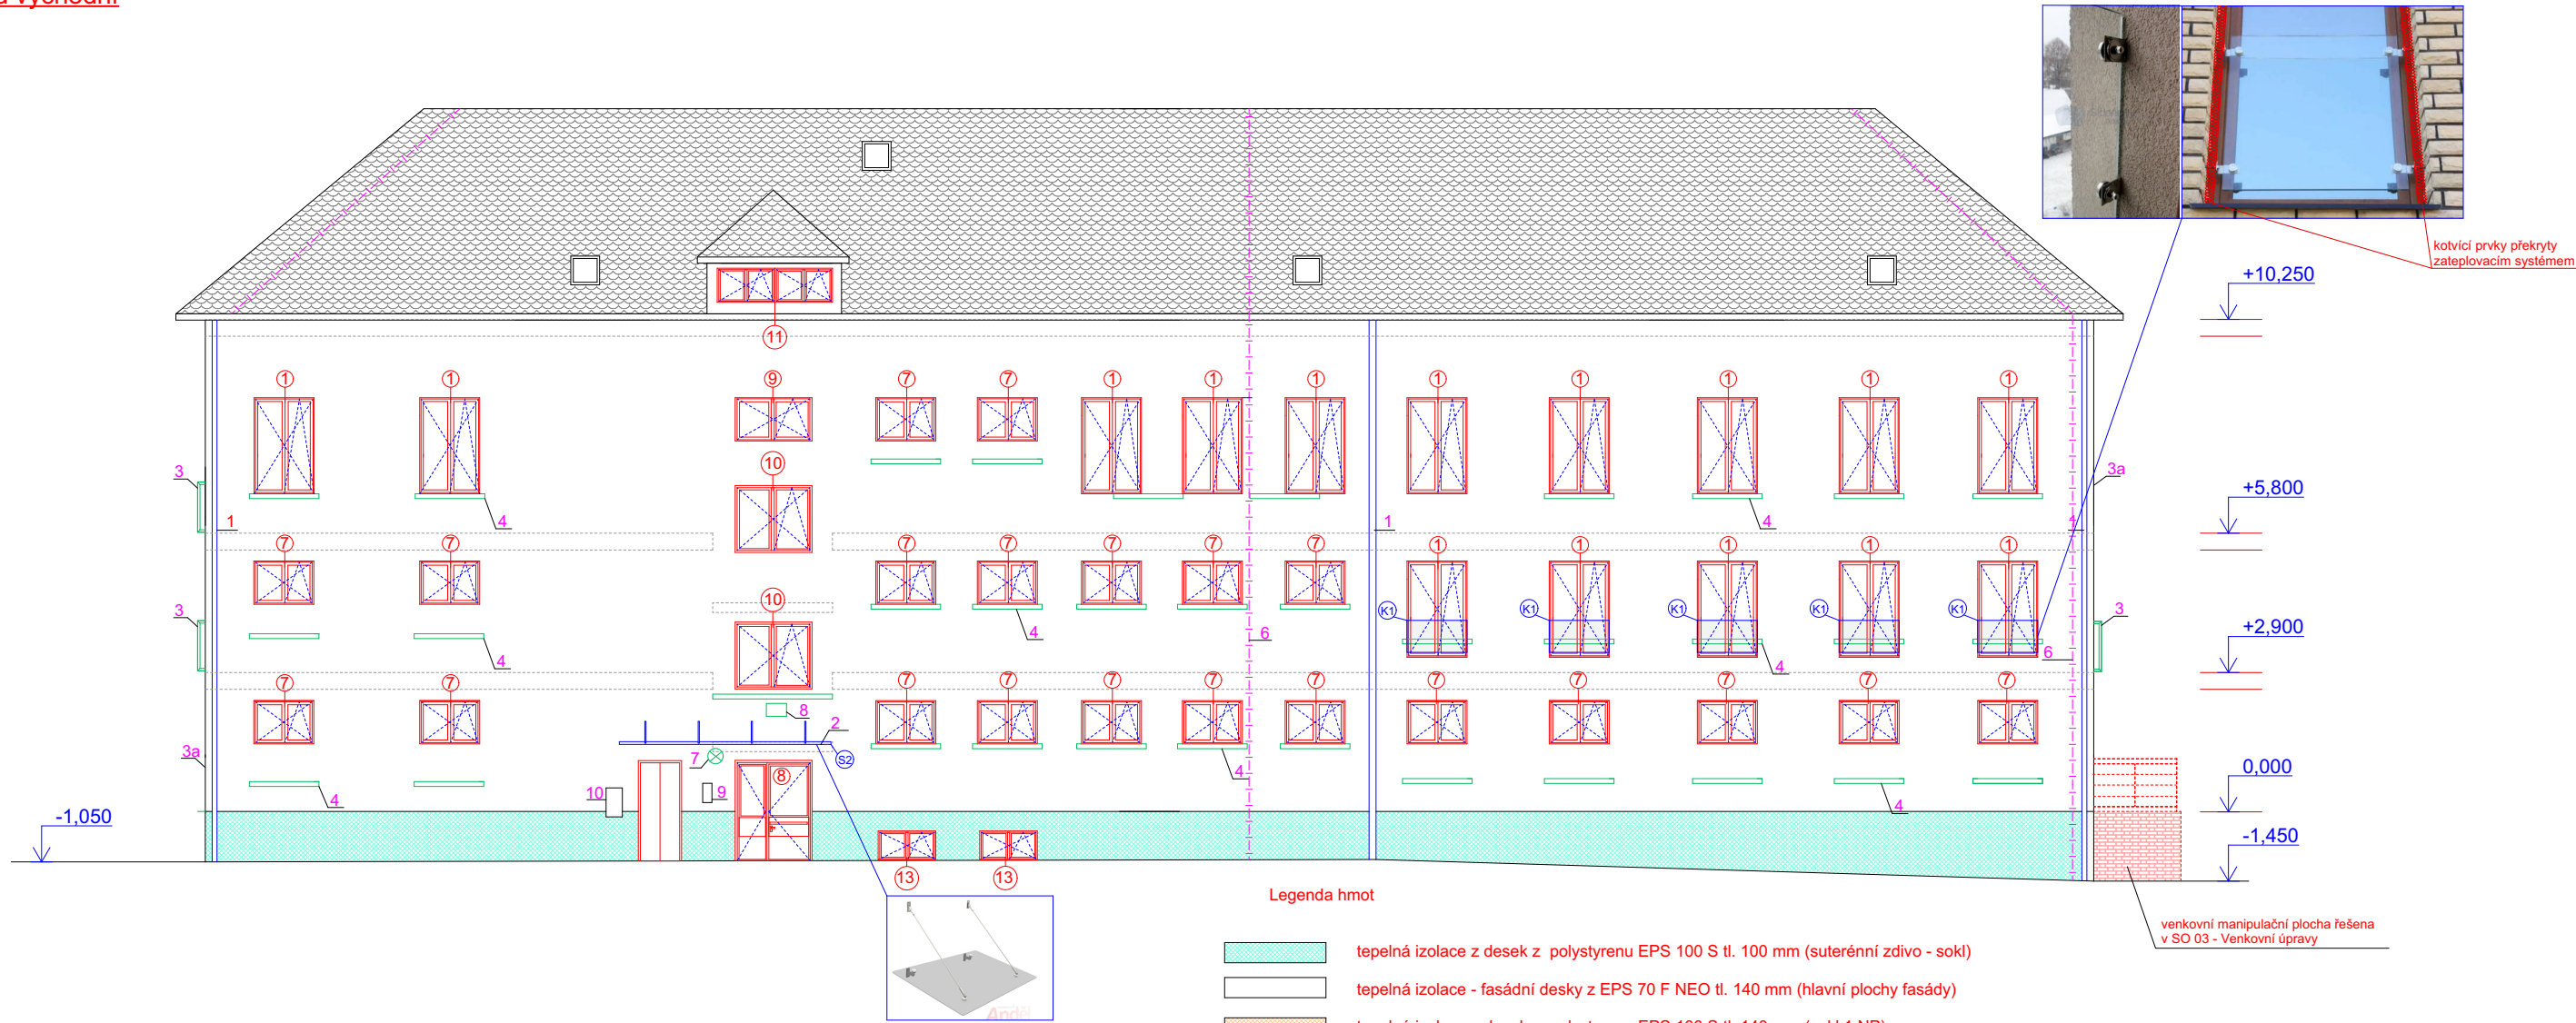 východní
kotvící prvky překryty
zateplovacím systémem
+10,250
11
1 1 9 7 7 1 1 1 1 1 1 1 1
10
3 3a
+5,800
1 4 1 4 4
7 7 7 7 7 7 7 1 1 1 1 1
10
K1 K1 K1 K1 K1
3 3
+2,900
4 4 6 4 6
7 7 7 7 7 7 7 7 7 7 7 7
8
2
3a 7 S2
0,000
8
4 10 9 4 4
-1,050
-1,450
13 13
Legenda hmot
venkovní manipulační plocha řešena
v SO 03 - Venkovní úpravy
tepelná izolace z desek z polystyrenu EPS 100 S tl. 100 mm (suterénní zdivo - sokl)
Anděl
tepelná izolace - fasádní desky z EPS 70 F NEO tl. 140 mm (hlavní plochy fasády)